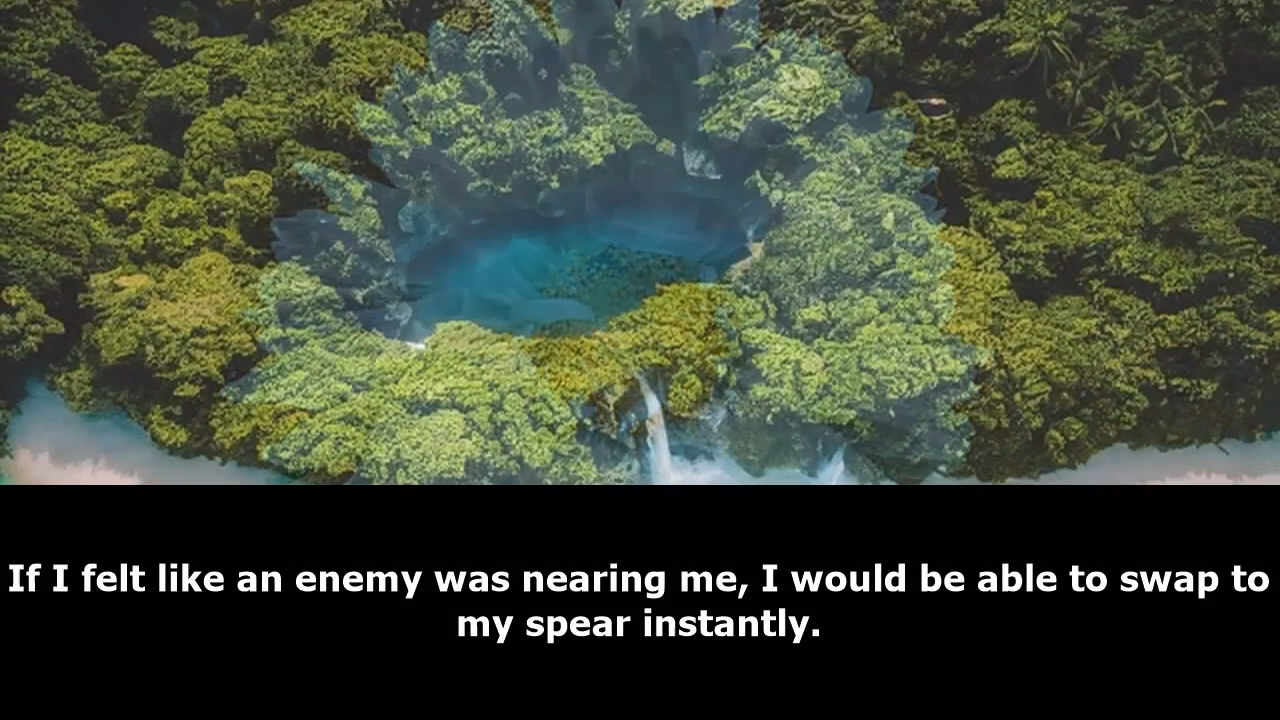 If I felt like an enemy was nearing me, I would be able to swap to
my spear instantly.